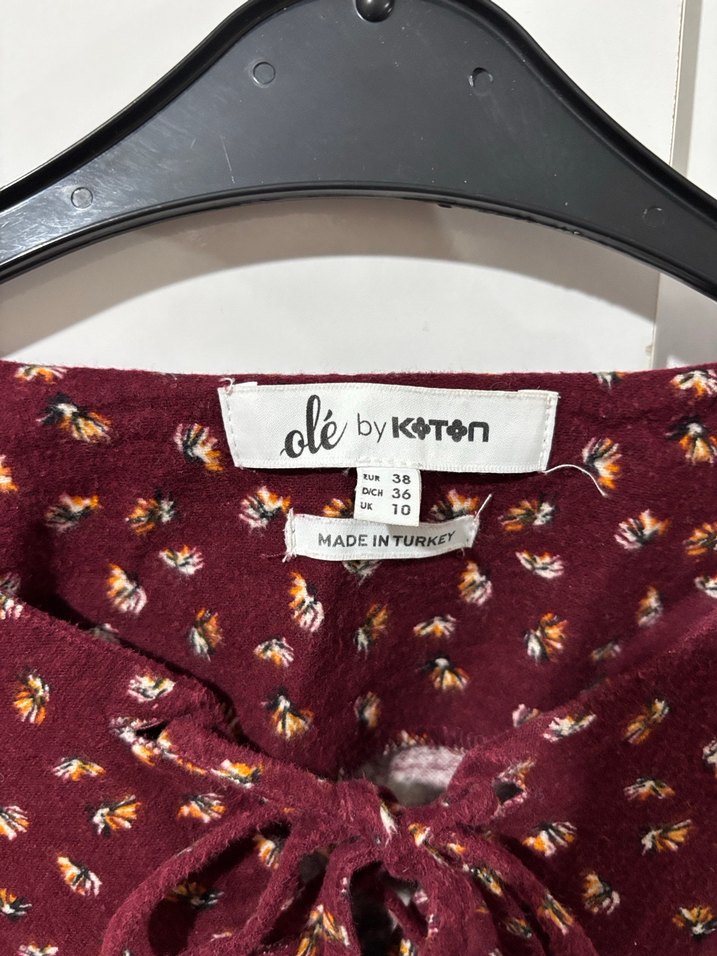 olé by KOTON
EUR 38
D/CH 36
UK 10
MADE IN TURKEY